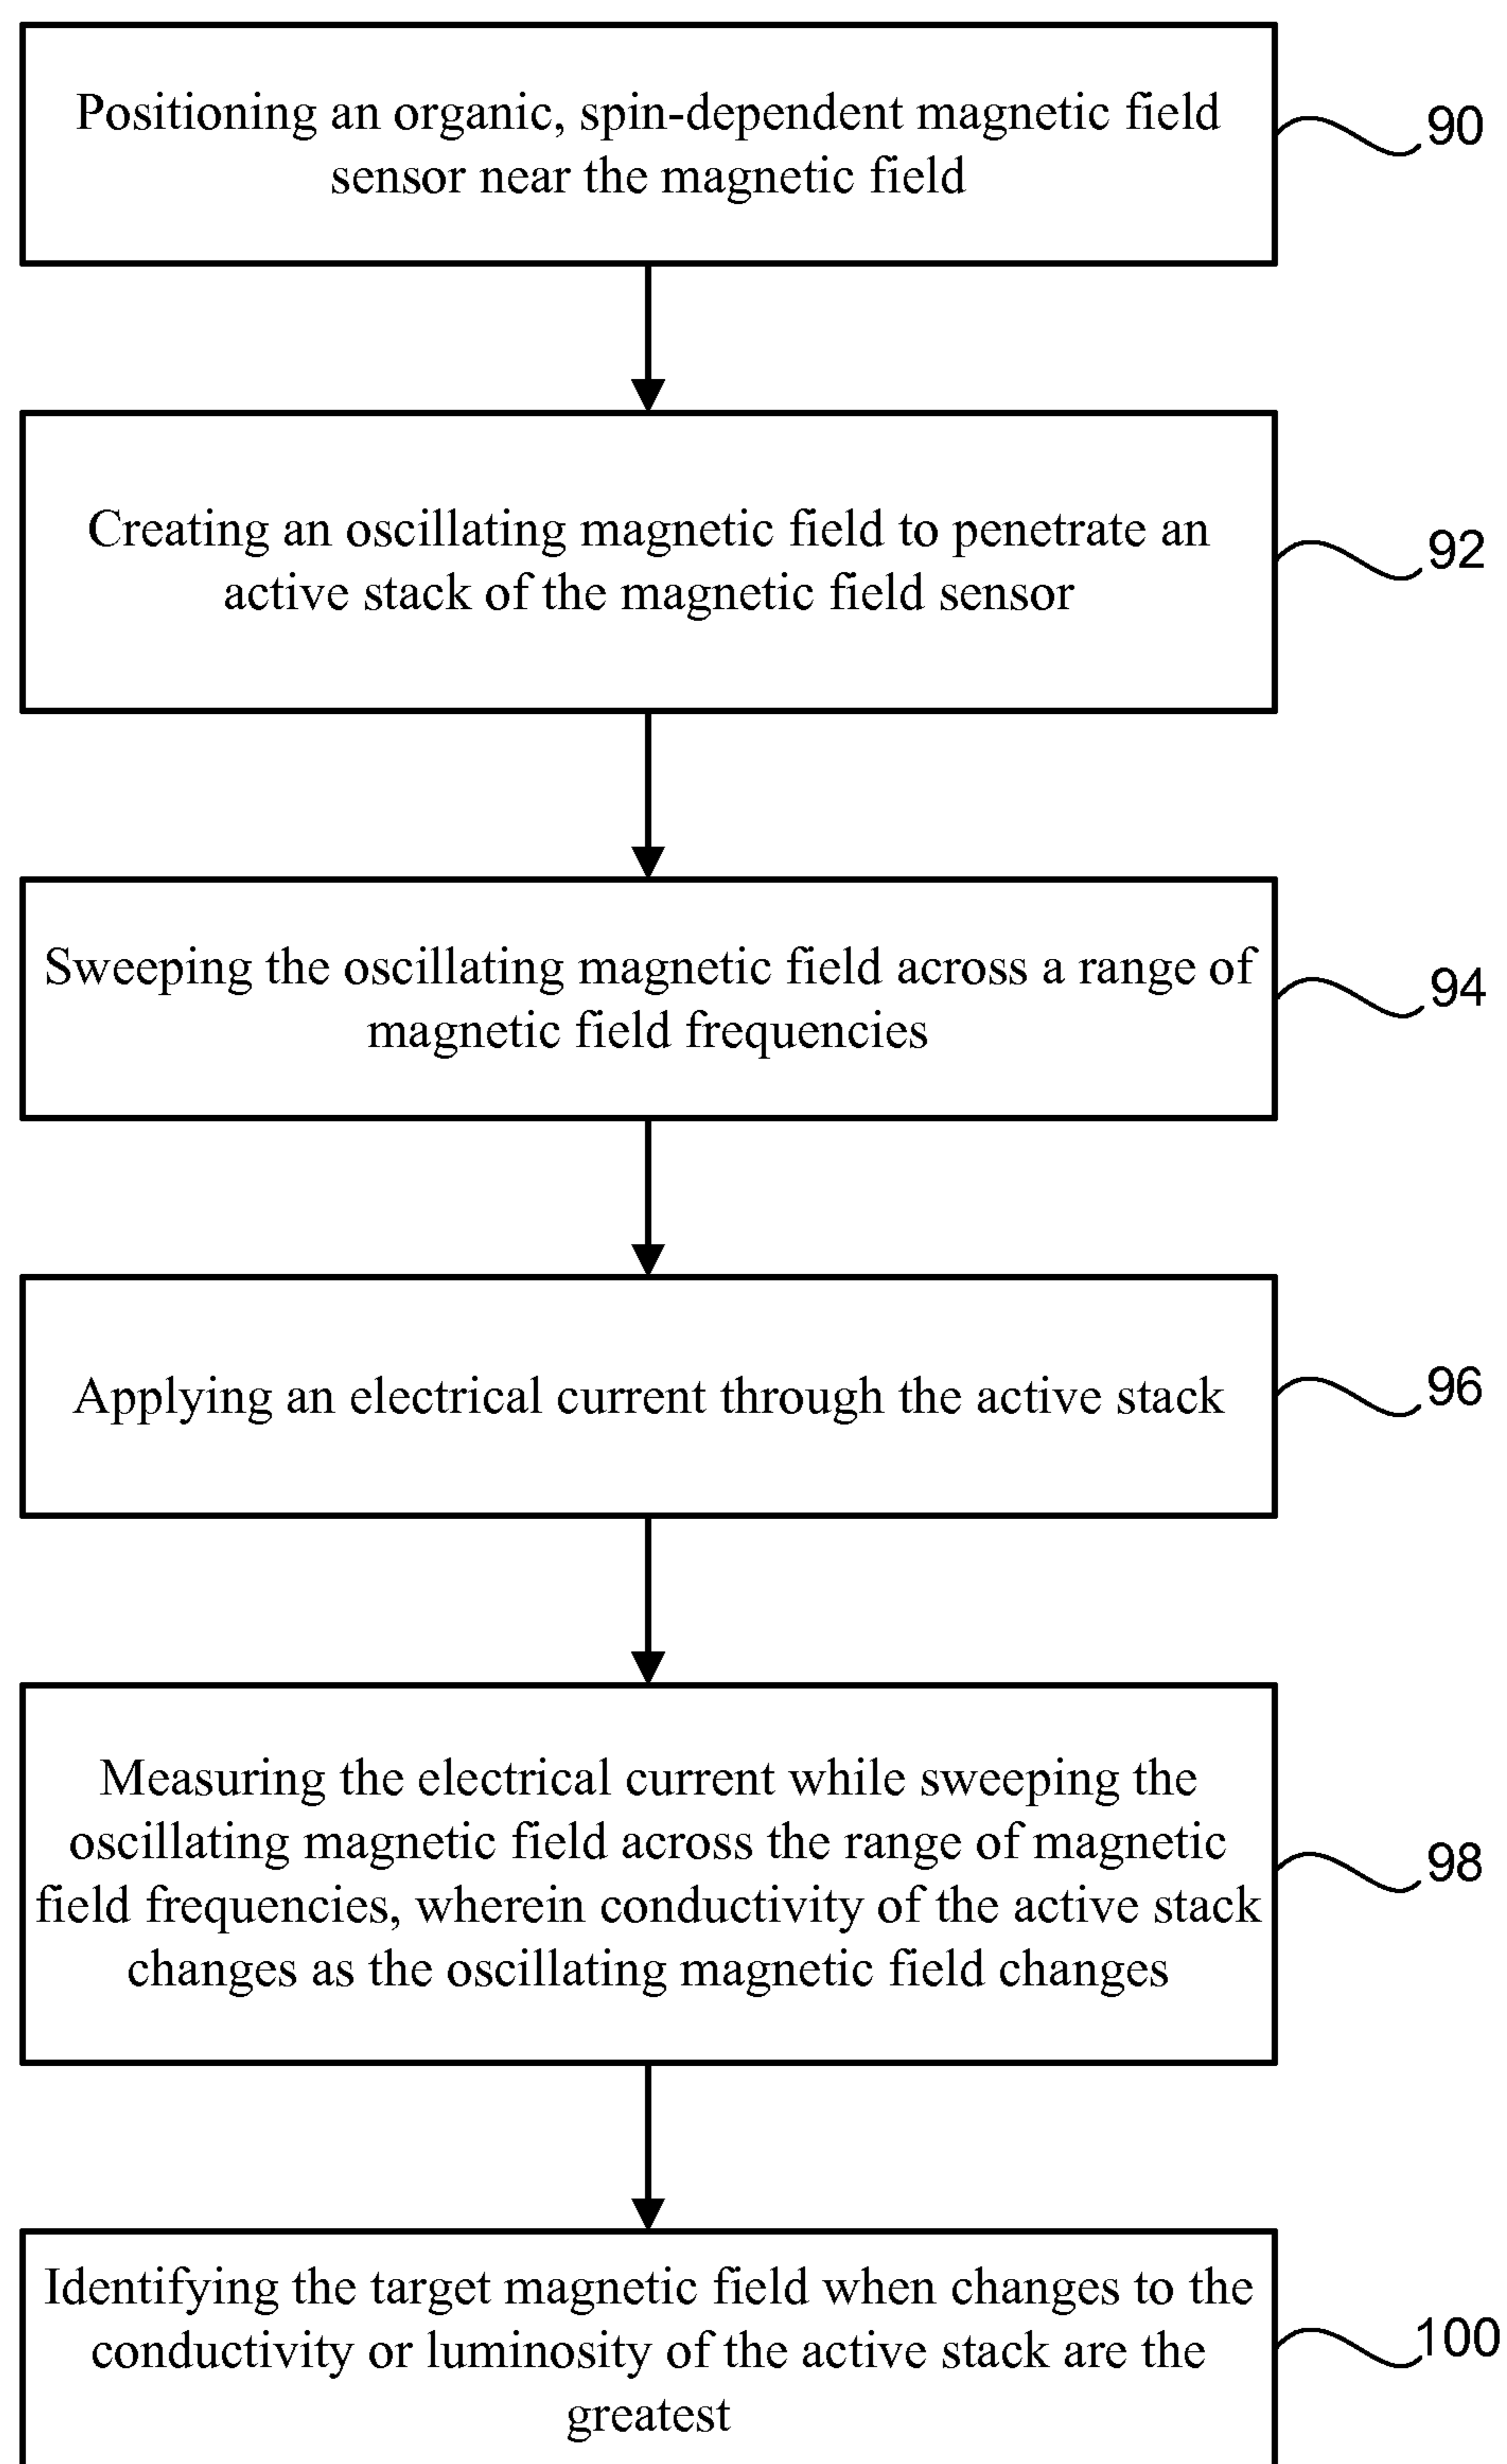 Positioning an organic, spin-dependent magnetic field
sensor near the magnetic field
90
Creating an oscillating magnetic field to penetrate an
active stack of the magnetic field sensor
92
Sweeping the oscillating magnetic field across a range of
magnetic field frequencies
94
Applying an electrical current through the active stack
96
Measuring the electrical current while sweeping the
oscillating magnetic field across the range of magnetic
field frequencies, wherein conductivity of the active stack
changes as the oscillating magnetic field changes
98
Identifying the target magnetic field when changes to the
conductivity or luminosity of the active stack are the
greatest
100